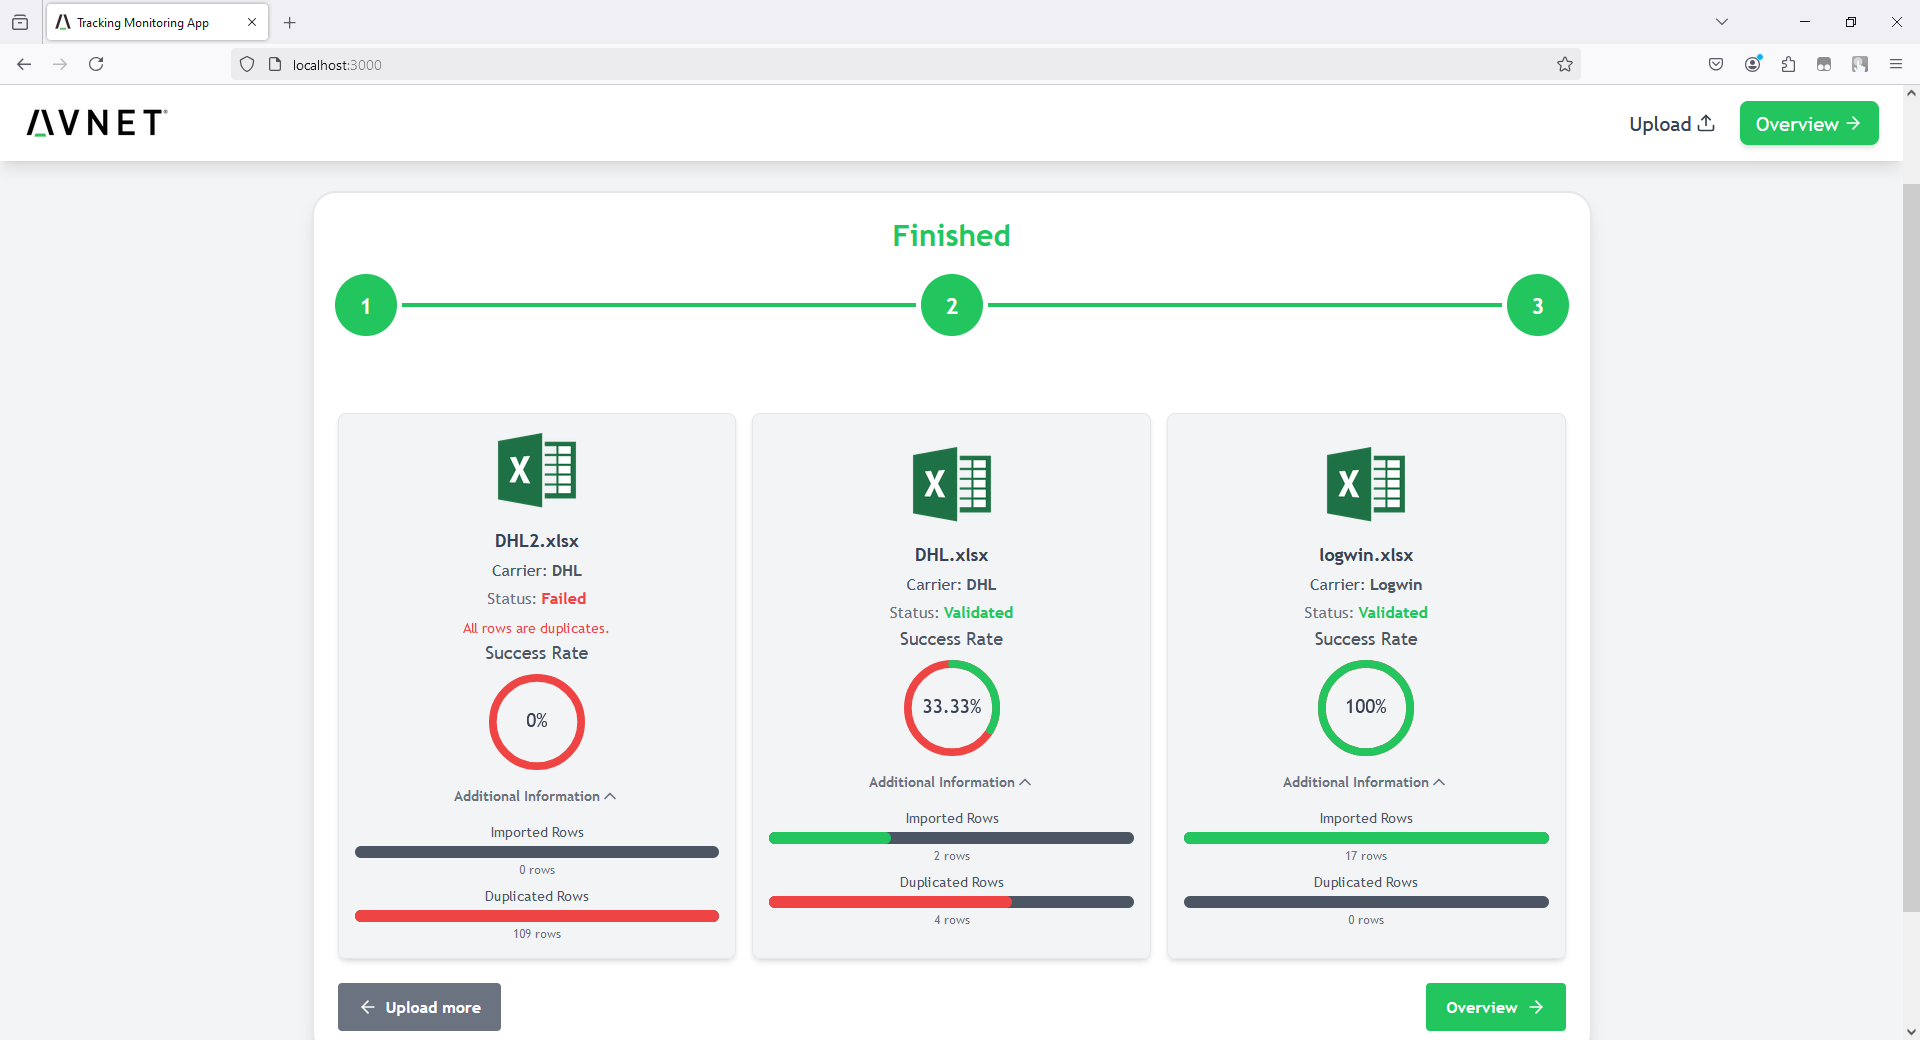 Tracking Monitoring App
localhost:3000
AVNET
Upload
Overview
Finished
1
2
3
X
DHL2.xlsx
Carrier: DHL
Status: Failed
All rows are duplicates.
Success Rate
0%
Additional Information
Imported Rows
0 rows
Duplicated Rows
109 rows
X
DHL.xlsx
Carrier: DHL
Status: Validated
Success Rate
33.33%
Additional Information
Imported Rows
2 rows
Duplicated Rows
4 rows
X
logwin.xlsx
Carrier: Logwin
Status: Validated
Success Rate
100%
Additional Information
Imported Rows
17 rows
Duplicated Rows
0 rows
Upload more
Overview